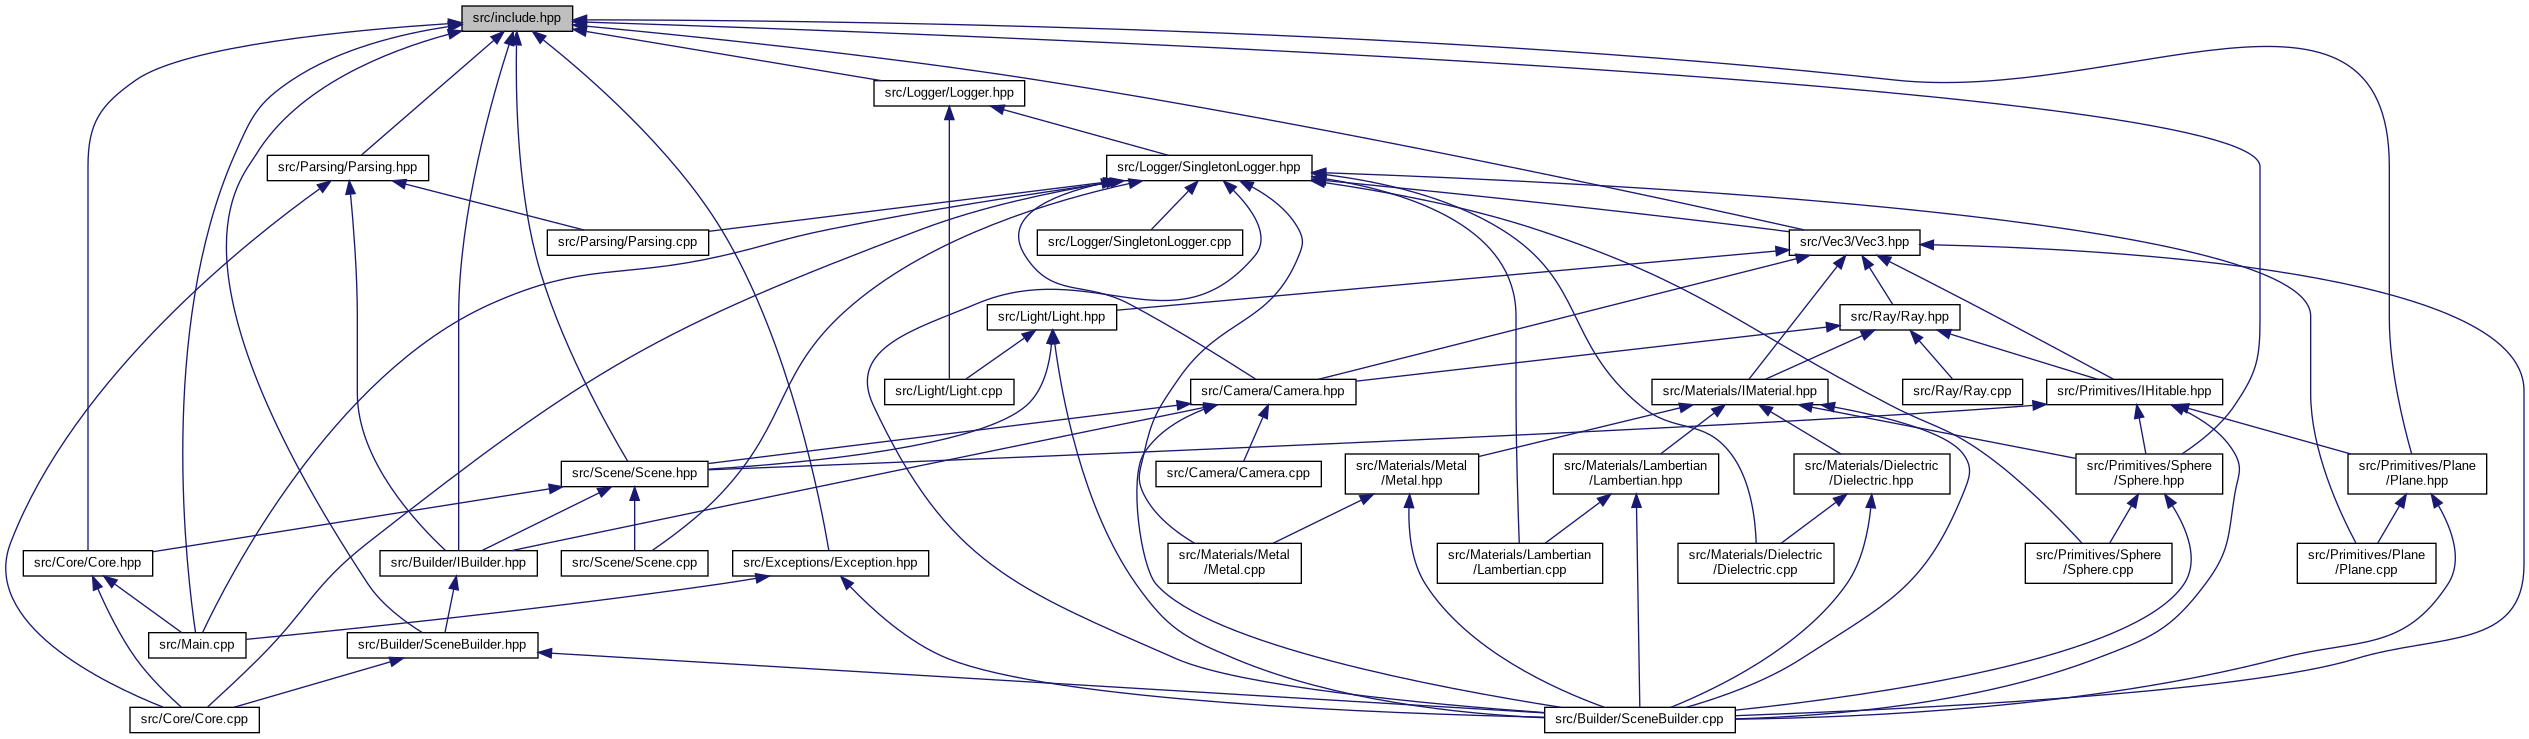 src/include.hpp
src/Logger/Logger.hpp
src/Parsing/Parsing.hpp
src/Logger/SingletonLogger.hpp
src/Parsing/Parsing.cpp
src/Logger/SingletonLogger.cpp
src/Vec3/Vec3.hpp
src/Light/Light.hpp
src/Ray/Ray.hpp
src/Light/Light.cpp
src/Camera/Camera.hpp
src/Materials/IMaterial.hpp
src/Ray/Ray.cpp
src/Primitives/IHitable.hpp
src/Scene/Scene.hpp
src/Camera/Camera.cpp
src/Materials/Metal
/Metal.hpp
src/Materials/Lambertian
/Lambertian.hpp
src/Materials/Dielectric
/Dielectric.hpp
src/Primitives/Sphere
/Sphere.hpp
src/Primitives/Plane
/Plane.hpp
src/Core/Core.hpp
src/Builder/IBuilder.hpp
src/Scene/Scene.cpp
src/Exceptions/Exception.hpp
src/Materials/Metal
/Metal.cpp
src/Materials/Lambertian
/Lambertian.cpp
src/Materials/Dielectric
/Dielectric.cpp
src/Primitives/Sphere
/Sphere.cpp
src/Primitives/Plane
/Plane.cpp
src/Main.cpp
src/Builder/SceneBuilder.hpp
src/Core/Core.cpp
src/Builder/SceneBuilder.cpp